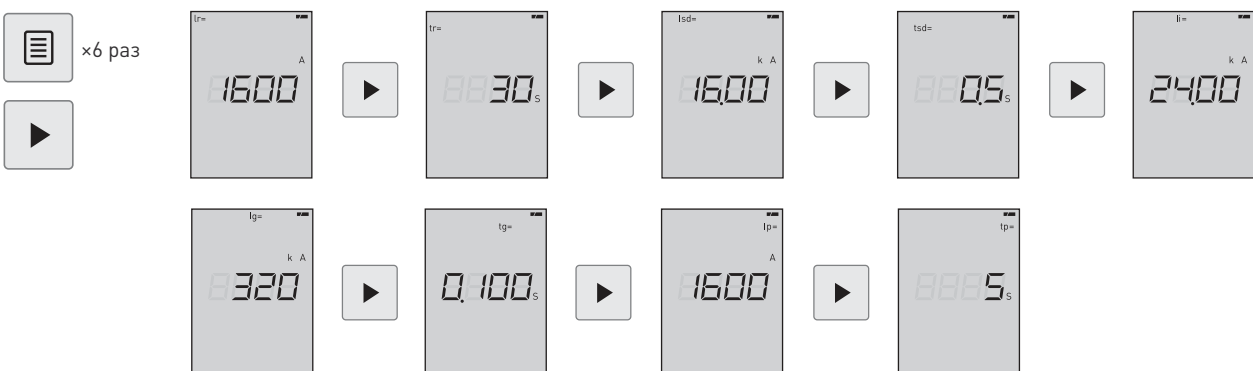 ×6 раз
Ir=
A
1600
tr=
30 S
Isd=
k A
16.00
tsd=
0.5 S
Ii=
k A
24.00
Ig=
k A
320
tg=
0.100 S
Ip=
A
1600
tp=
5 S